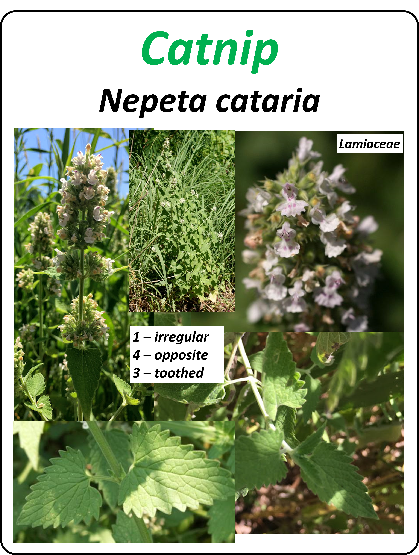 Catnip
Nepeta cataria
Lamiaceae
1 – irregular
4 – opposite
3 – toothed